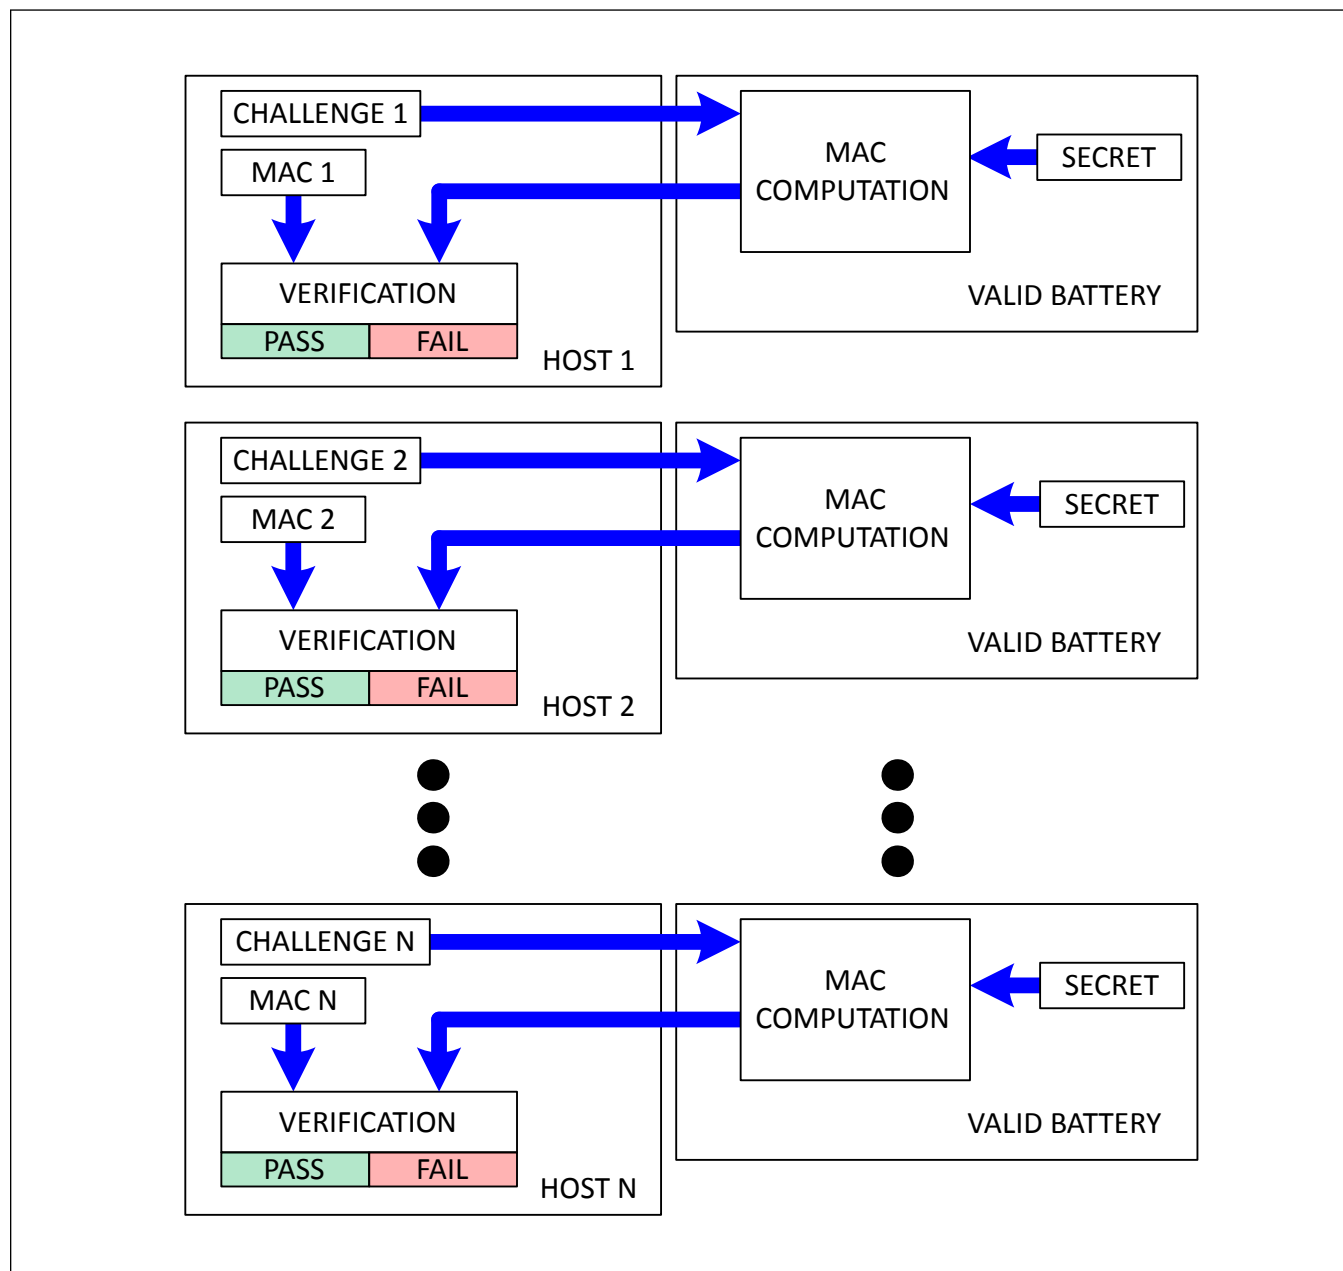 CHALLENGE 1
MAC 1
VERIFICATION
PASS
FAIL
HOST 1
MAC
COMPUTATION
SECRET
VALID BATTERY
CHALLENGE 2
MAC 2
VERIFICATION
PASS
FAIL
HOST 2
MAC
COMPUTATION
SECRET
VALID BATTERY
CHALLENGE N
MAC N
VERIFICATION
PASS
FAIL
HOST N
MAC
COMPUTATION
SECRET
VALID BATTERY